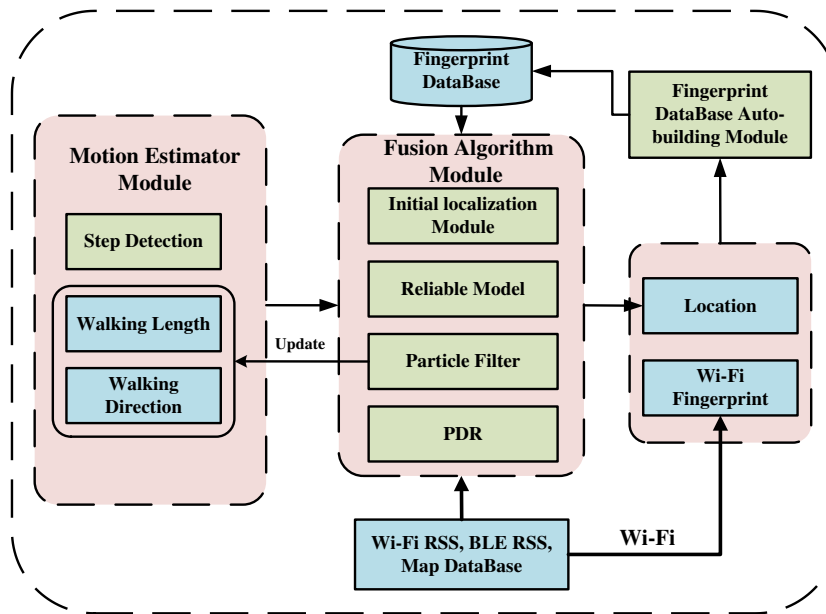 Fingerprint
DataBase
Fingerprint
DataBase Auto-
building Module
Motion Estimator
Module
Step Detection
Walking Length
Walking
Direction
Update
Fusion Algorithm
Module
Initial localization
Module
Reliable Model
Particle Filter
PDR
Location
Wi-Fi
Fingerprint
Wi-Fi RSS, BLE RSS,
Map DataBase
Wi-Fi